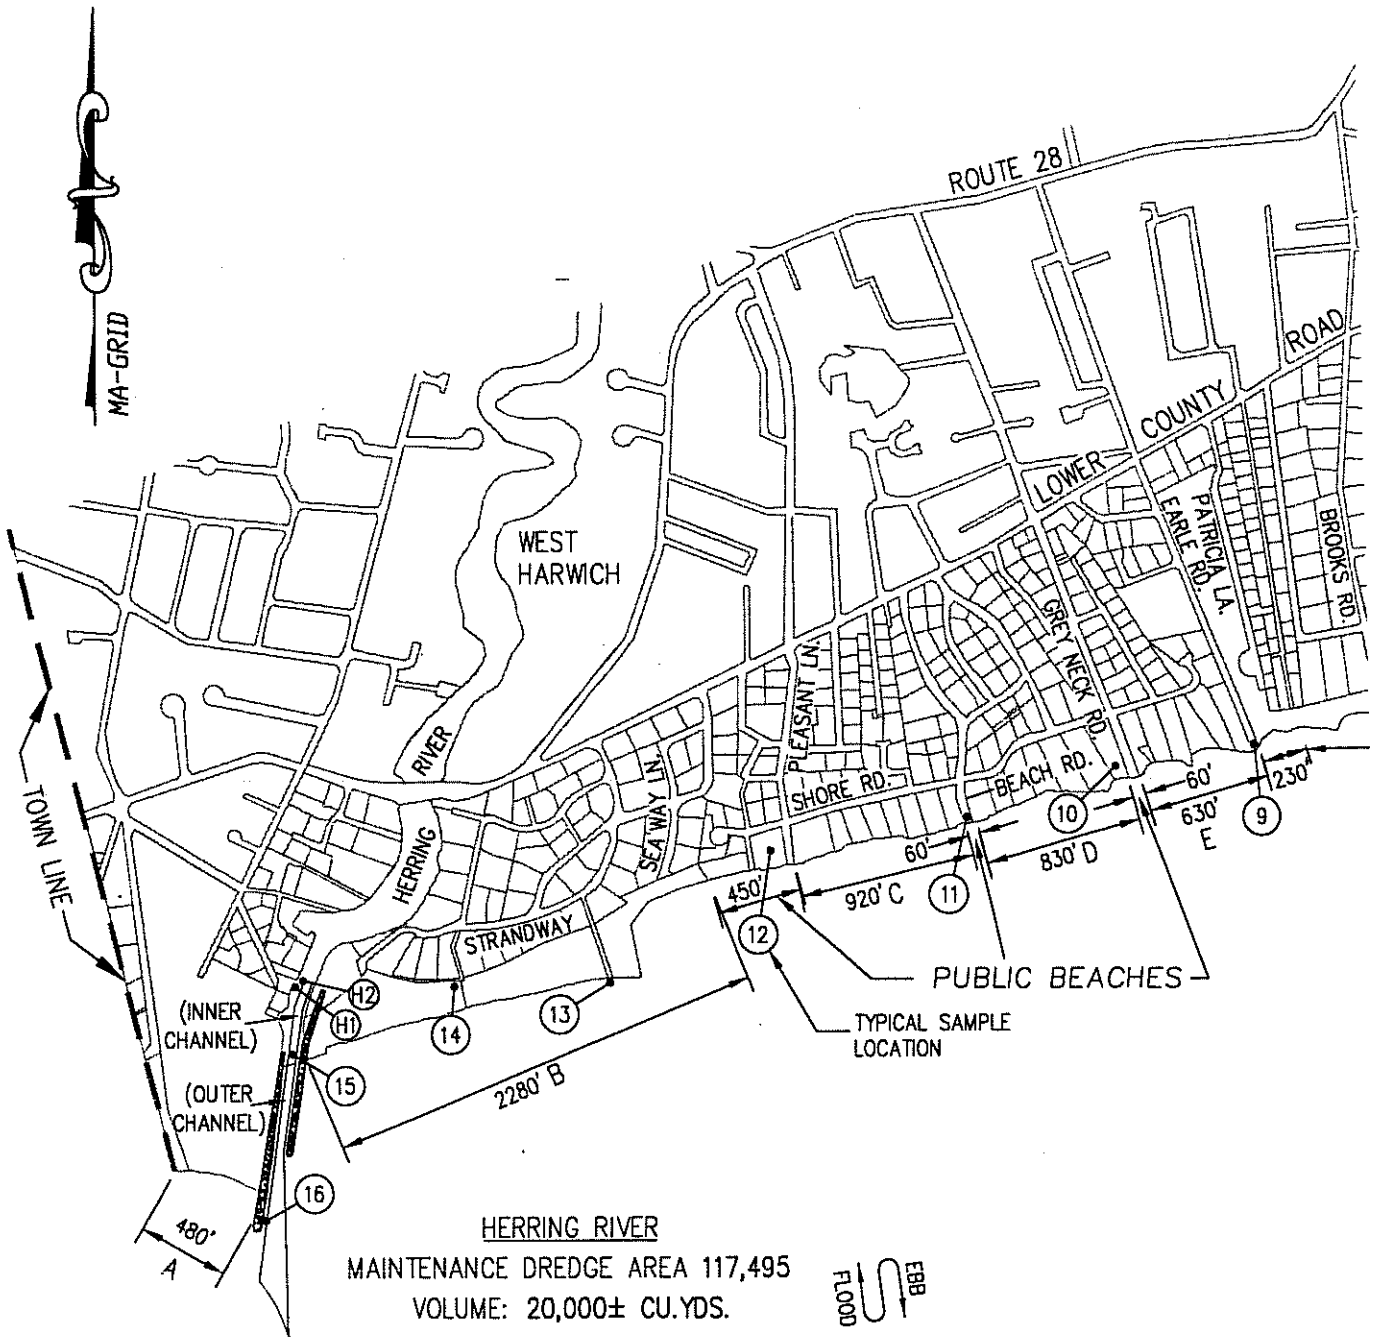 MA-GRID
ROUTE 28
LOWER COUNTY ROAD
WEST
HARWICH
PATRICIA LA.
EARLE RD.
BROOKS RD.
GREY NECK RD.
PLEASANT LN.
SEA WAY LN.
SHORE RD.
BEACH RD.
HERRING RIVER
STRANDWAY
TOWN LINE
60'
230'
630'
E
9
10
60'
830' D
11
920' C
450'
12
PUBLIC BEACHES
TYPICAL SAMPLE
LOCATION
13
14
H2
H1
(INNER
CHANNEL)
15
(OUTER
CHANNEL)
2280' B
16
480'
A
HERRING RIVER
MAINTENANCE DREDGE AREA 117,495
VOLUME: 20,000± CU.YDS.
FLOOD
EBB